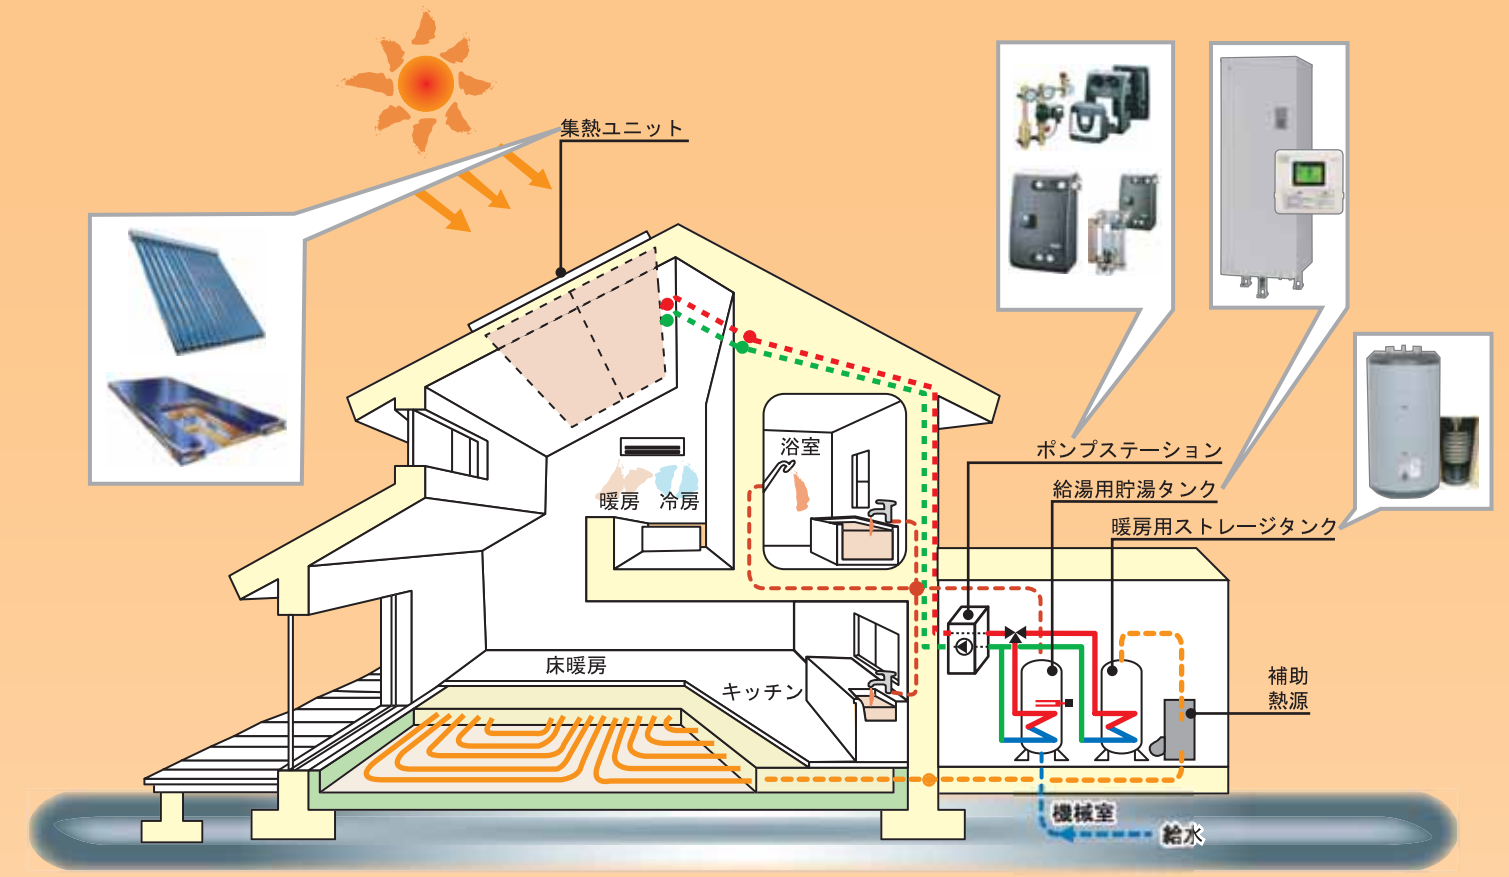 集熱ユニット
浴室
ポンプステーション
給湯用貯湯タンク
暖房用ストレージタンク
暖房 冷房
床暖房
キッチン
補助
熱源
機械室
給水